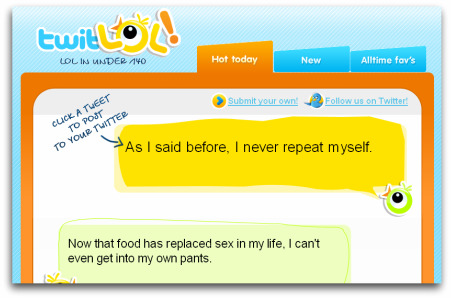 twitLOL!
LOL IN UNDER 140
Hot today
New
Alltime fav's
Submit your own!
Follow us on Twitter!
CLICK A TWEET
TO POST
TO YOUR TWITTER
As I said before, I never repeat myself.
Now that food has replaced sex in my life, I can't
even get into my own pants.